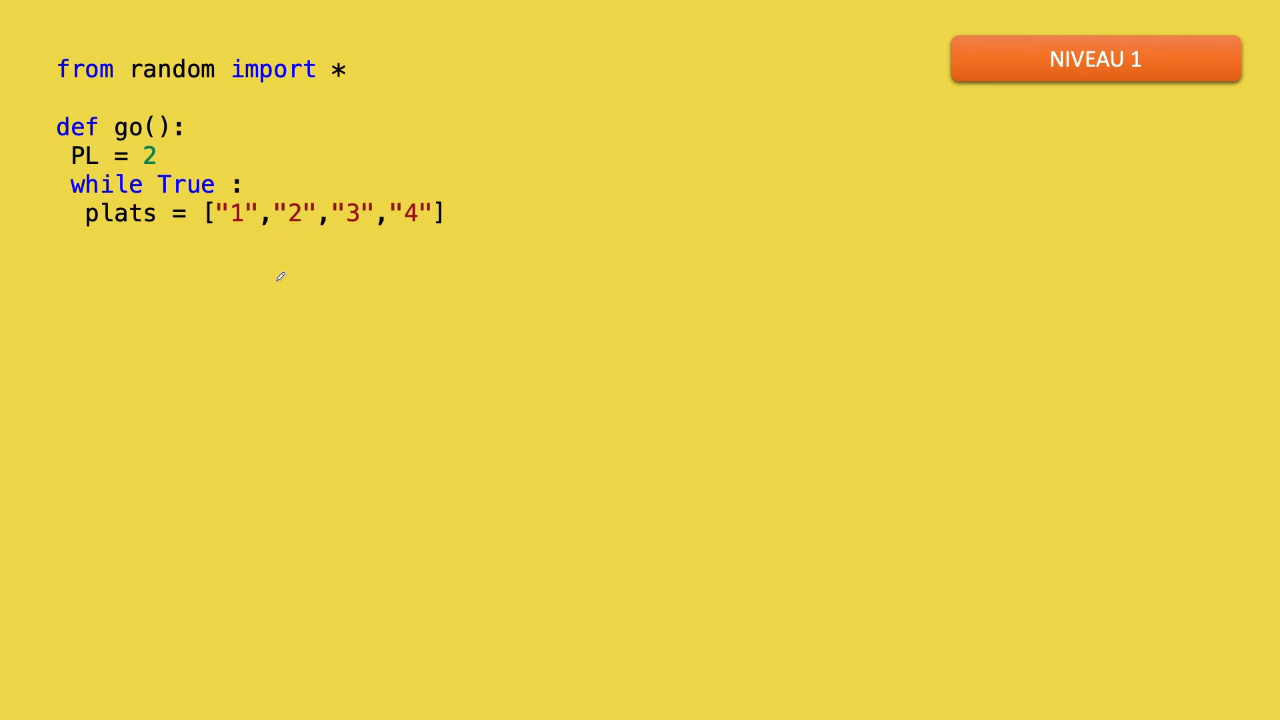 from random import *
NIVEAU 1
def go():
 PL = 2
 while True :
  plats = ["1","2","3","4"]